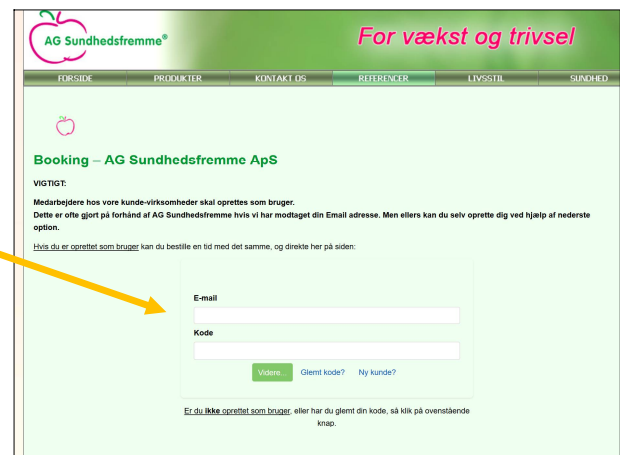 AG Sundhedsfremme®
For vækst og trivsel
FORSIDE PRODUKTER KONTAKT OS REFERENCER LIVSSTIL SUNDHED
Booking – AG Sundhedsfremme ApS
VIGTIGT:
Medarbejdere hos vore kunde-virksomheder skal oprettes som bruger.
Dette er ofte gjort på forhånd af AG Sundhedsfremme hvis vi har modtaget din Email adresse. Men ellers kan du selv oprette dig ved hjælp af nederste
option.
Hvis du er oprettet som bruger kan du bestille en tid med det samme, og direkte her på siden:
E-mail
Kode
Videre... Glemt kode? Ny kunde?
Er du ikke oprettet som bruger, eller har du glemt din kode, så klik på ovenstående
knap.